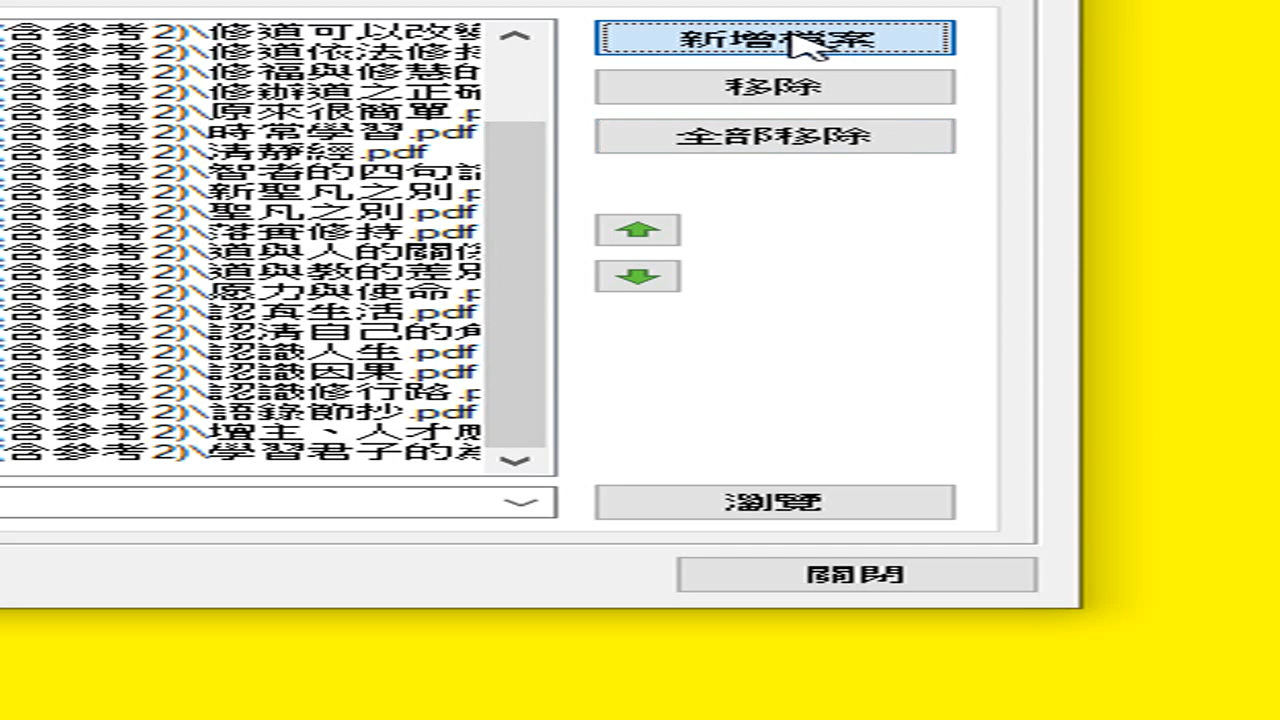 含參考 2)\修道可以改變
含參考 2)\修道依法修持
含參考 2)\修福與修慧的
含參考 2)\修辦道之正確
含參考 2)\原來很簡單.p
含參考 2)\時常學習.pdf
含參考 2)\清靜經.pdf
含參考 2)\智者的四句話
含參考 2)\新聖凡之別.p
含參考 2)\聖凡之別.pdf
含參考 2)\落實修持.pdf
含參考 2)\道與人的關係
含參考 2)\道與教的差別
含參考 2)\愿力與使命.p
含參考 2)\認真生活.pdf
含參考 2)\認清自己的角
含參考 2)\認識人生.pdf
含參考 2)\認識因果.pdf
含參考 2)\認識修行路.p
含參考 2)\語錄節抄.pdf
含參考 2)\壇主、人才應
含參考 2)\學習君子的為
新增檔案
移除
全部移除
瀏覽
關閉